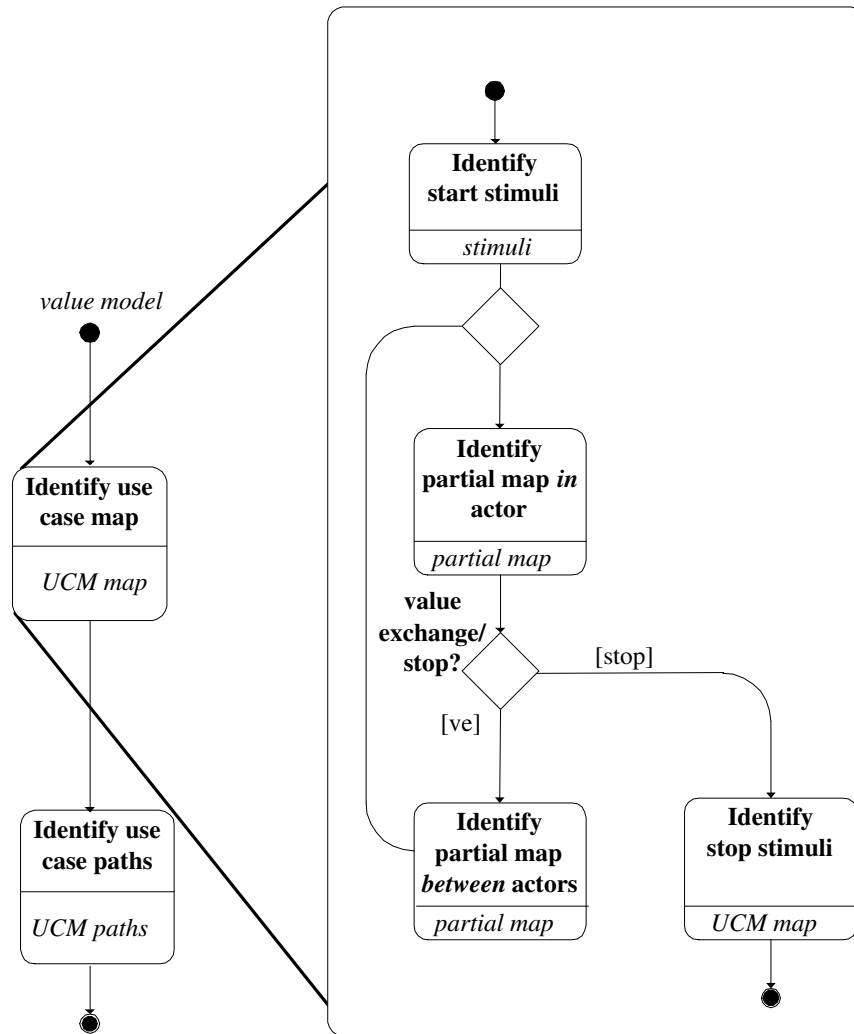 value model
Identify use
case map
UCM map
Identify use
case paths
UCM paths
Identify
start stimuli
stimuli
Identify
partial map in
actor
partial map
value
exchange/
stop?
[stop]
[ve]
Identify
partial map
between actors
partial map
Identify
stop stimuli
UCM map